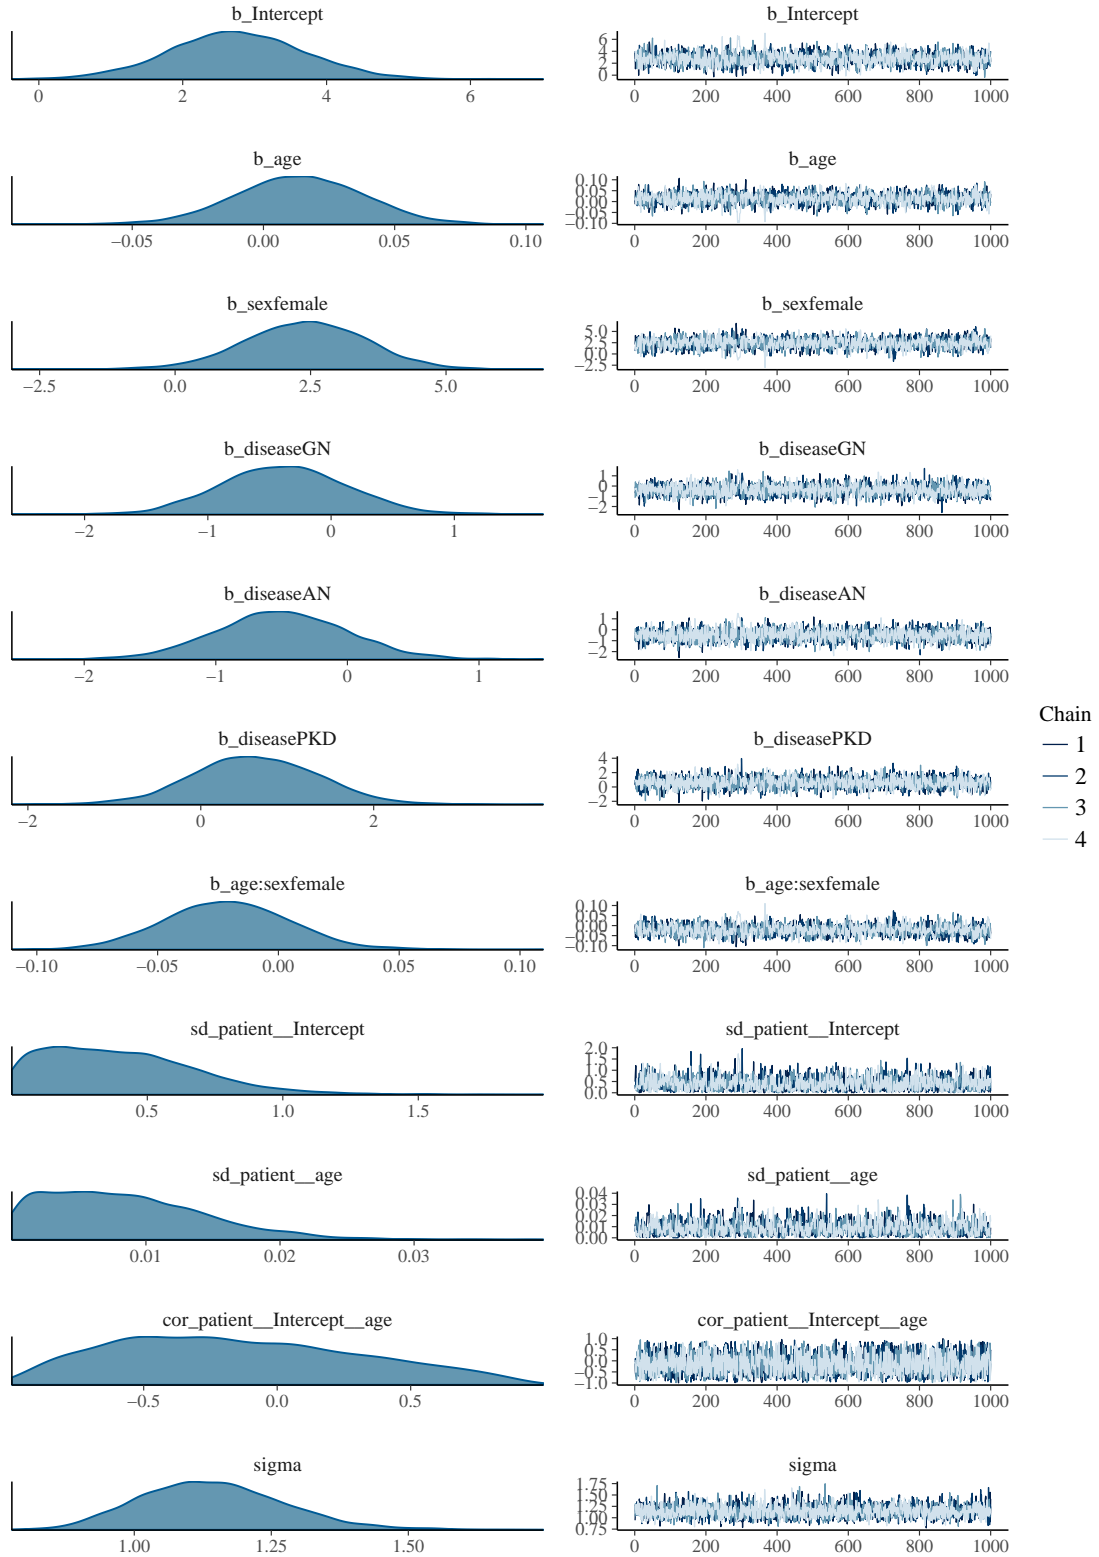 b_Intercept b_Intercept
6
4
2
0
0 2 4 6 0 200 400 600 800 1000
b_age b_age
0.10
0.05
0.00
−0.05
−0.10
−0.05 0.00 0.05 0.10 0 200 400 600 800 1000
b_sexfemale b_sexfemale
5.0
2.5
0.0
−2.5
−2.5 0.0 2.5 5.0 0 200 400 600 800 1000
b_diseaseGN b_diseaseGN
1
0
−1
−2
−2 −1 0 1 0 200 400 600 800 1000
b_diseaseAN b_diseaseAN
1
0
−1
−2
−2 −1 0 1 0 200 400 600 800 1000
Chain
1
2
3
4
b_diseasePKD b_diseasePKD
4
2
0
−2
−2 0 2 0 200 400 600 800 1000
b_age:sexfemale b_age:sexfemale
0.10
0.05
0.00
−0.05
−0.10
−0.10 −0.05 0.00 0.05 0.10 0 200 400 600 800 1000
sd_patient__Intercept sd_patient__Intercept
2.0
1.5
1.0
0.5
0.0
0.5 1.0 1.5 0 200 400 600 800 1000
sd_patient__age sd_patient__age
0.04
0.03
0.02
0.01
0.00
0.01 0.02 0.03 0 200 400 600 800 1000
cor_patient__Intercept__age cor_patient__Intercept__age
1.0
0.5
0.0
−0.5
−1.0
−0.5 0.0 0.5 0 200 400 600 800 1000
sigma sigma
1.75
1.50
1.25
1.00
0.75
1.00 1.25 1.50 0 200 400 600 800 1000